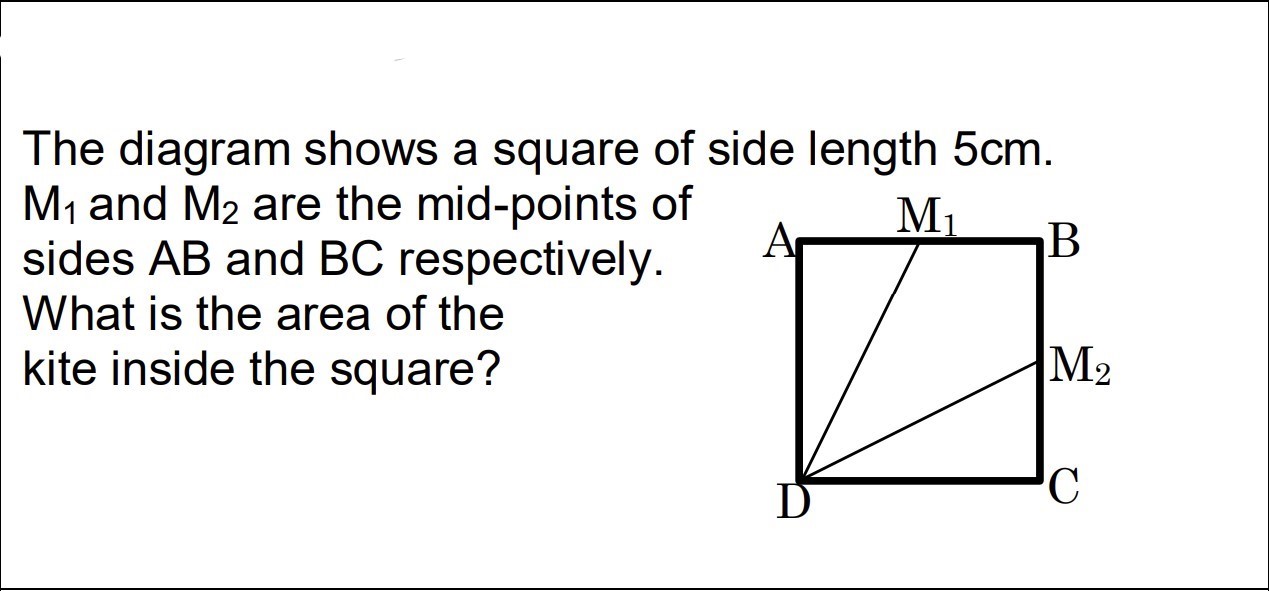 The diagram shows a square of side length 5cm.
M₁ and M₂ are the mid-points of
sides AB and BC respectively.
What is the area of the
kite inside the square?
M₁
A
B
M₂
D
C